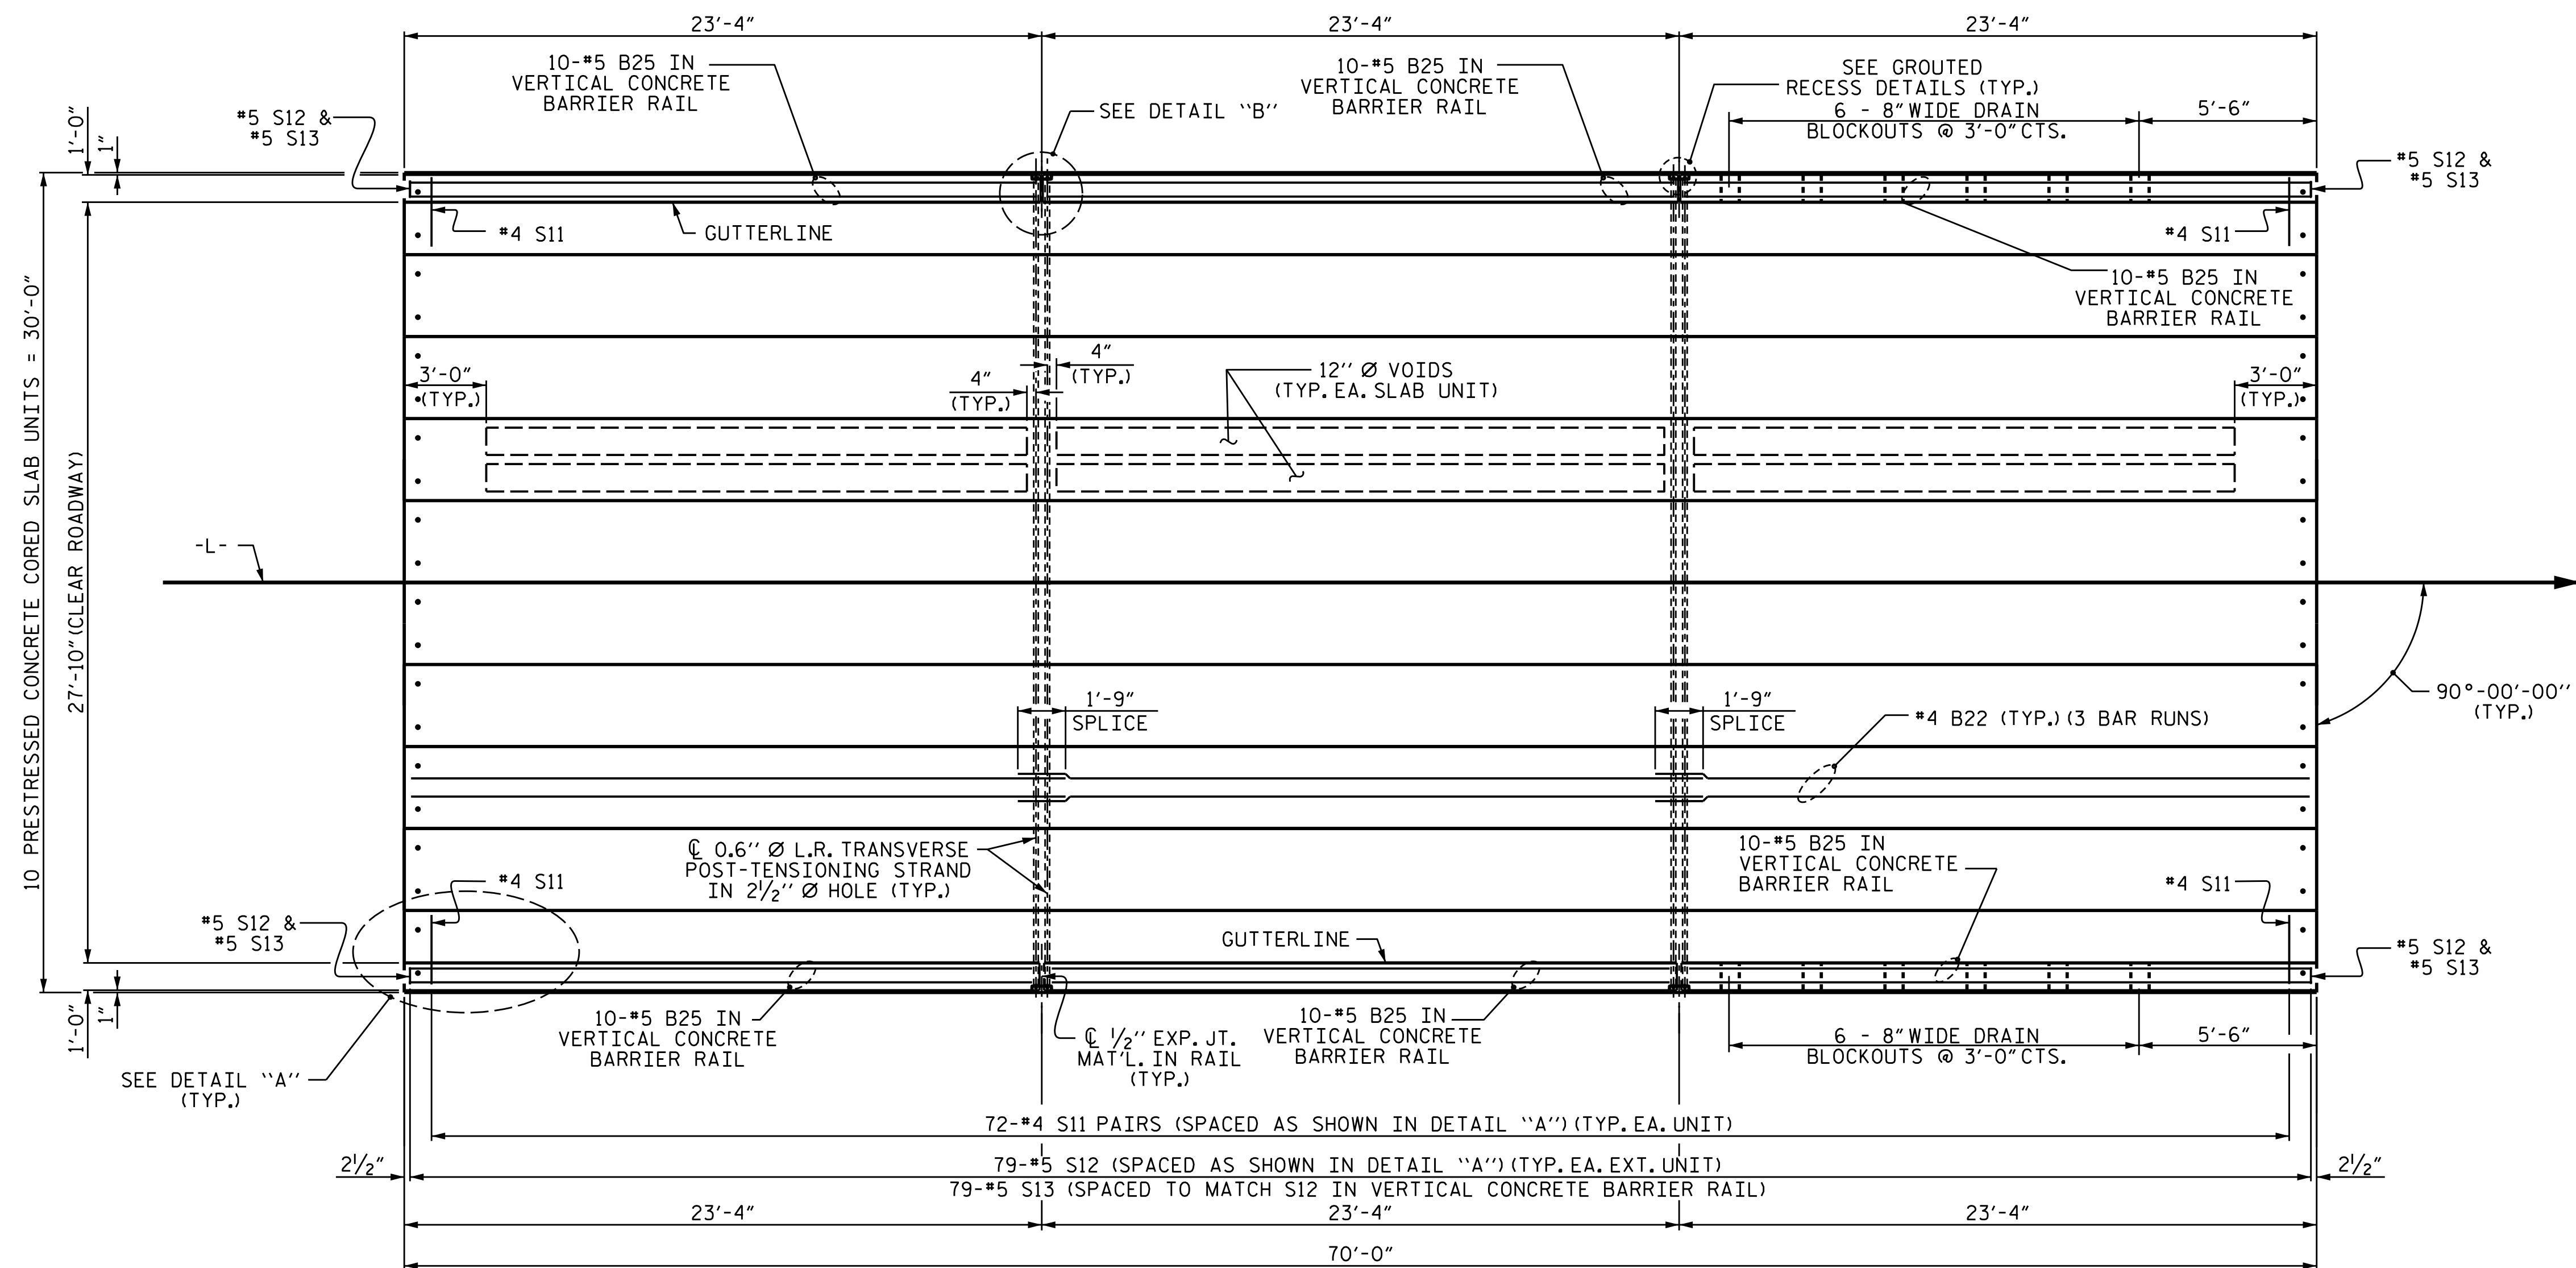 23'-4"
23'-4"
23'-4"
10-#5 B25 IN
VERTICAL CONCRETE
BARRIER RAIL
10-#5 B25 IN
VERTICAL CONCRETE
BARRIER RAIL
SEE GROUTED
RECESS DETAILS (TYP.)
6 - 8" WIDE DRAIN
BLOCKOUTS @ 3'-0" CTS.
5'-6"
1'-0"
1"
#5 S12 &
#5 S13
SEE DETAIL ``B''
#5 S12 &
#5 S13
#4 S11
GUTTERLINE
#4 S11
10-#5 B25 IN
VERTICAL CONCRETE
BARRIER RAIL
3'-0"
(TYP.)
4"
(TYP.)
4"
(TYP.)
12'' Ø VOIDS
(TYP. EA. SLAB UNIT)
3'-0"
(TYP.)
10 PRESTRESSED CONCRETE CORED SLAB UNITS = 30'-0"
27'-10" (CLEAR ROADWAY)
-L-
90°-00'-00''
(TYP.)
1'-9"
SPLICE
1'-9"
SPLICE
#4 B22 (TYP.) (3 BAR RUNS)
℄ 0.6'' Ø L.R. TRANSVERSE
POST-TENSIONING STRAND
IN 2½'' Ø HOLE (TYP.)
10-#5 B25 IN
VERTICAL CONCRETE
BARRIER RAIL
#4 S11
#4 S11
#5 S12 &
#5 S13
GUTTERLINE
#5 S12 &
#5 S13
1'-0"
1"
10-#5 B25 IN
VERTICAL CONCRETE
BARRIER RAIL
℄ ½'' EXP. JT.
MAT'L. IN RAIL
(TYP.)
10-#5 B25 IN
VERTICAL CONCRETE
BARRIER RAIL
6 - 8" WIDE DRAIN
BLOCKOUTS @ 3'-0" CTS.
5'-6"
SEE DETAIL ``A''
(TYP.)
72-#4 S11 PAIRS (SPACED AS SHOWN IN DETAIL ``A'') (TYP. EA. UNIT)
2½"
79-#5 S12 (SPACED AS SHOWN IN DETAIL ``A'') (TYP. EA. EXT. UNIT)
2½"
79-#5 S13 (SPACED TO MATCH S12 IN VERTICAL CONCRETE BARRIER RAIL)
23'-4"
23'-4"
23'-4"
70'-0"